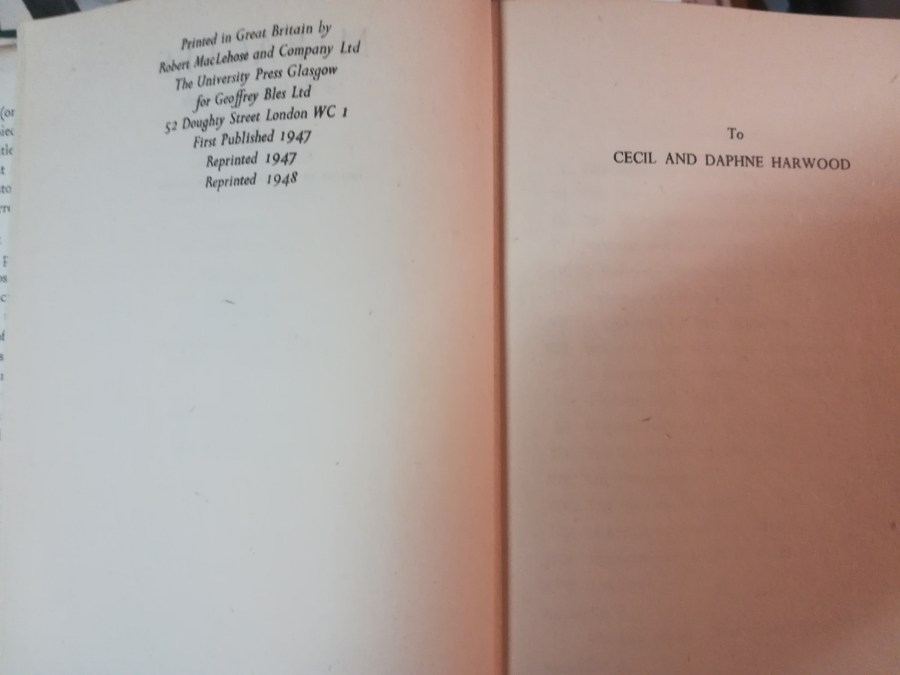 Printed in Great Britain by
Robert MacLehose and Company Ltd
The University Press Glasgow
for Geoffrey Bles Ltd
52 Doughty Street London WC 1
First Published 1947
Reprinted 1947
Reprinted 1948
To
CECIL AND DAPHNE HARWOOD